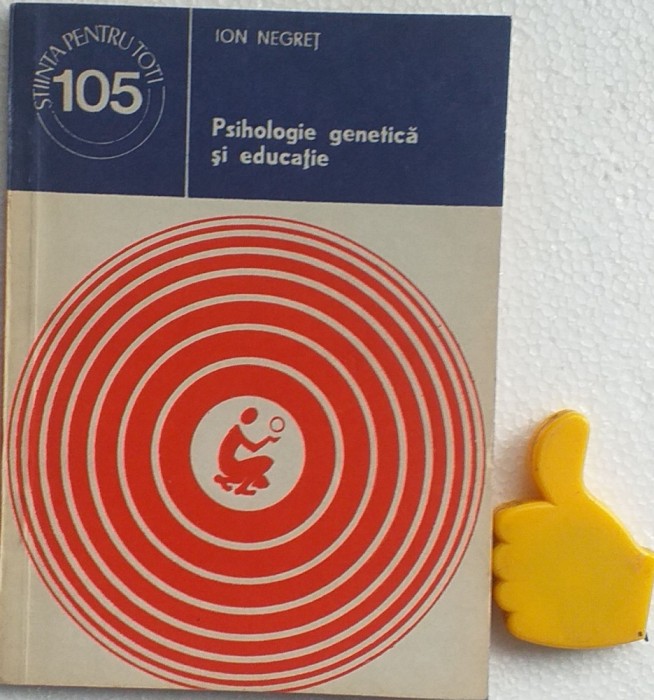 ȘTIINȚA PENTRU TOȚI
105
ION NEGREȚ
Psihologie genetică
și educație